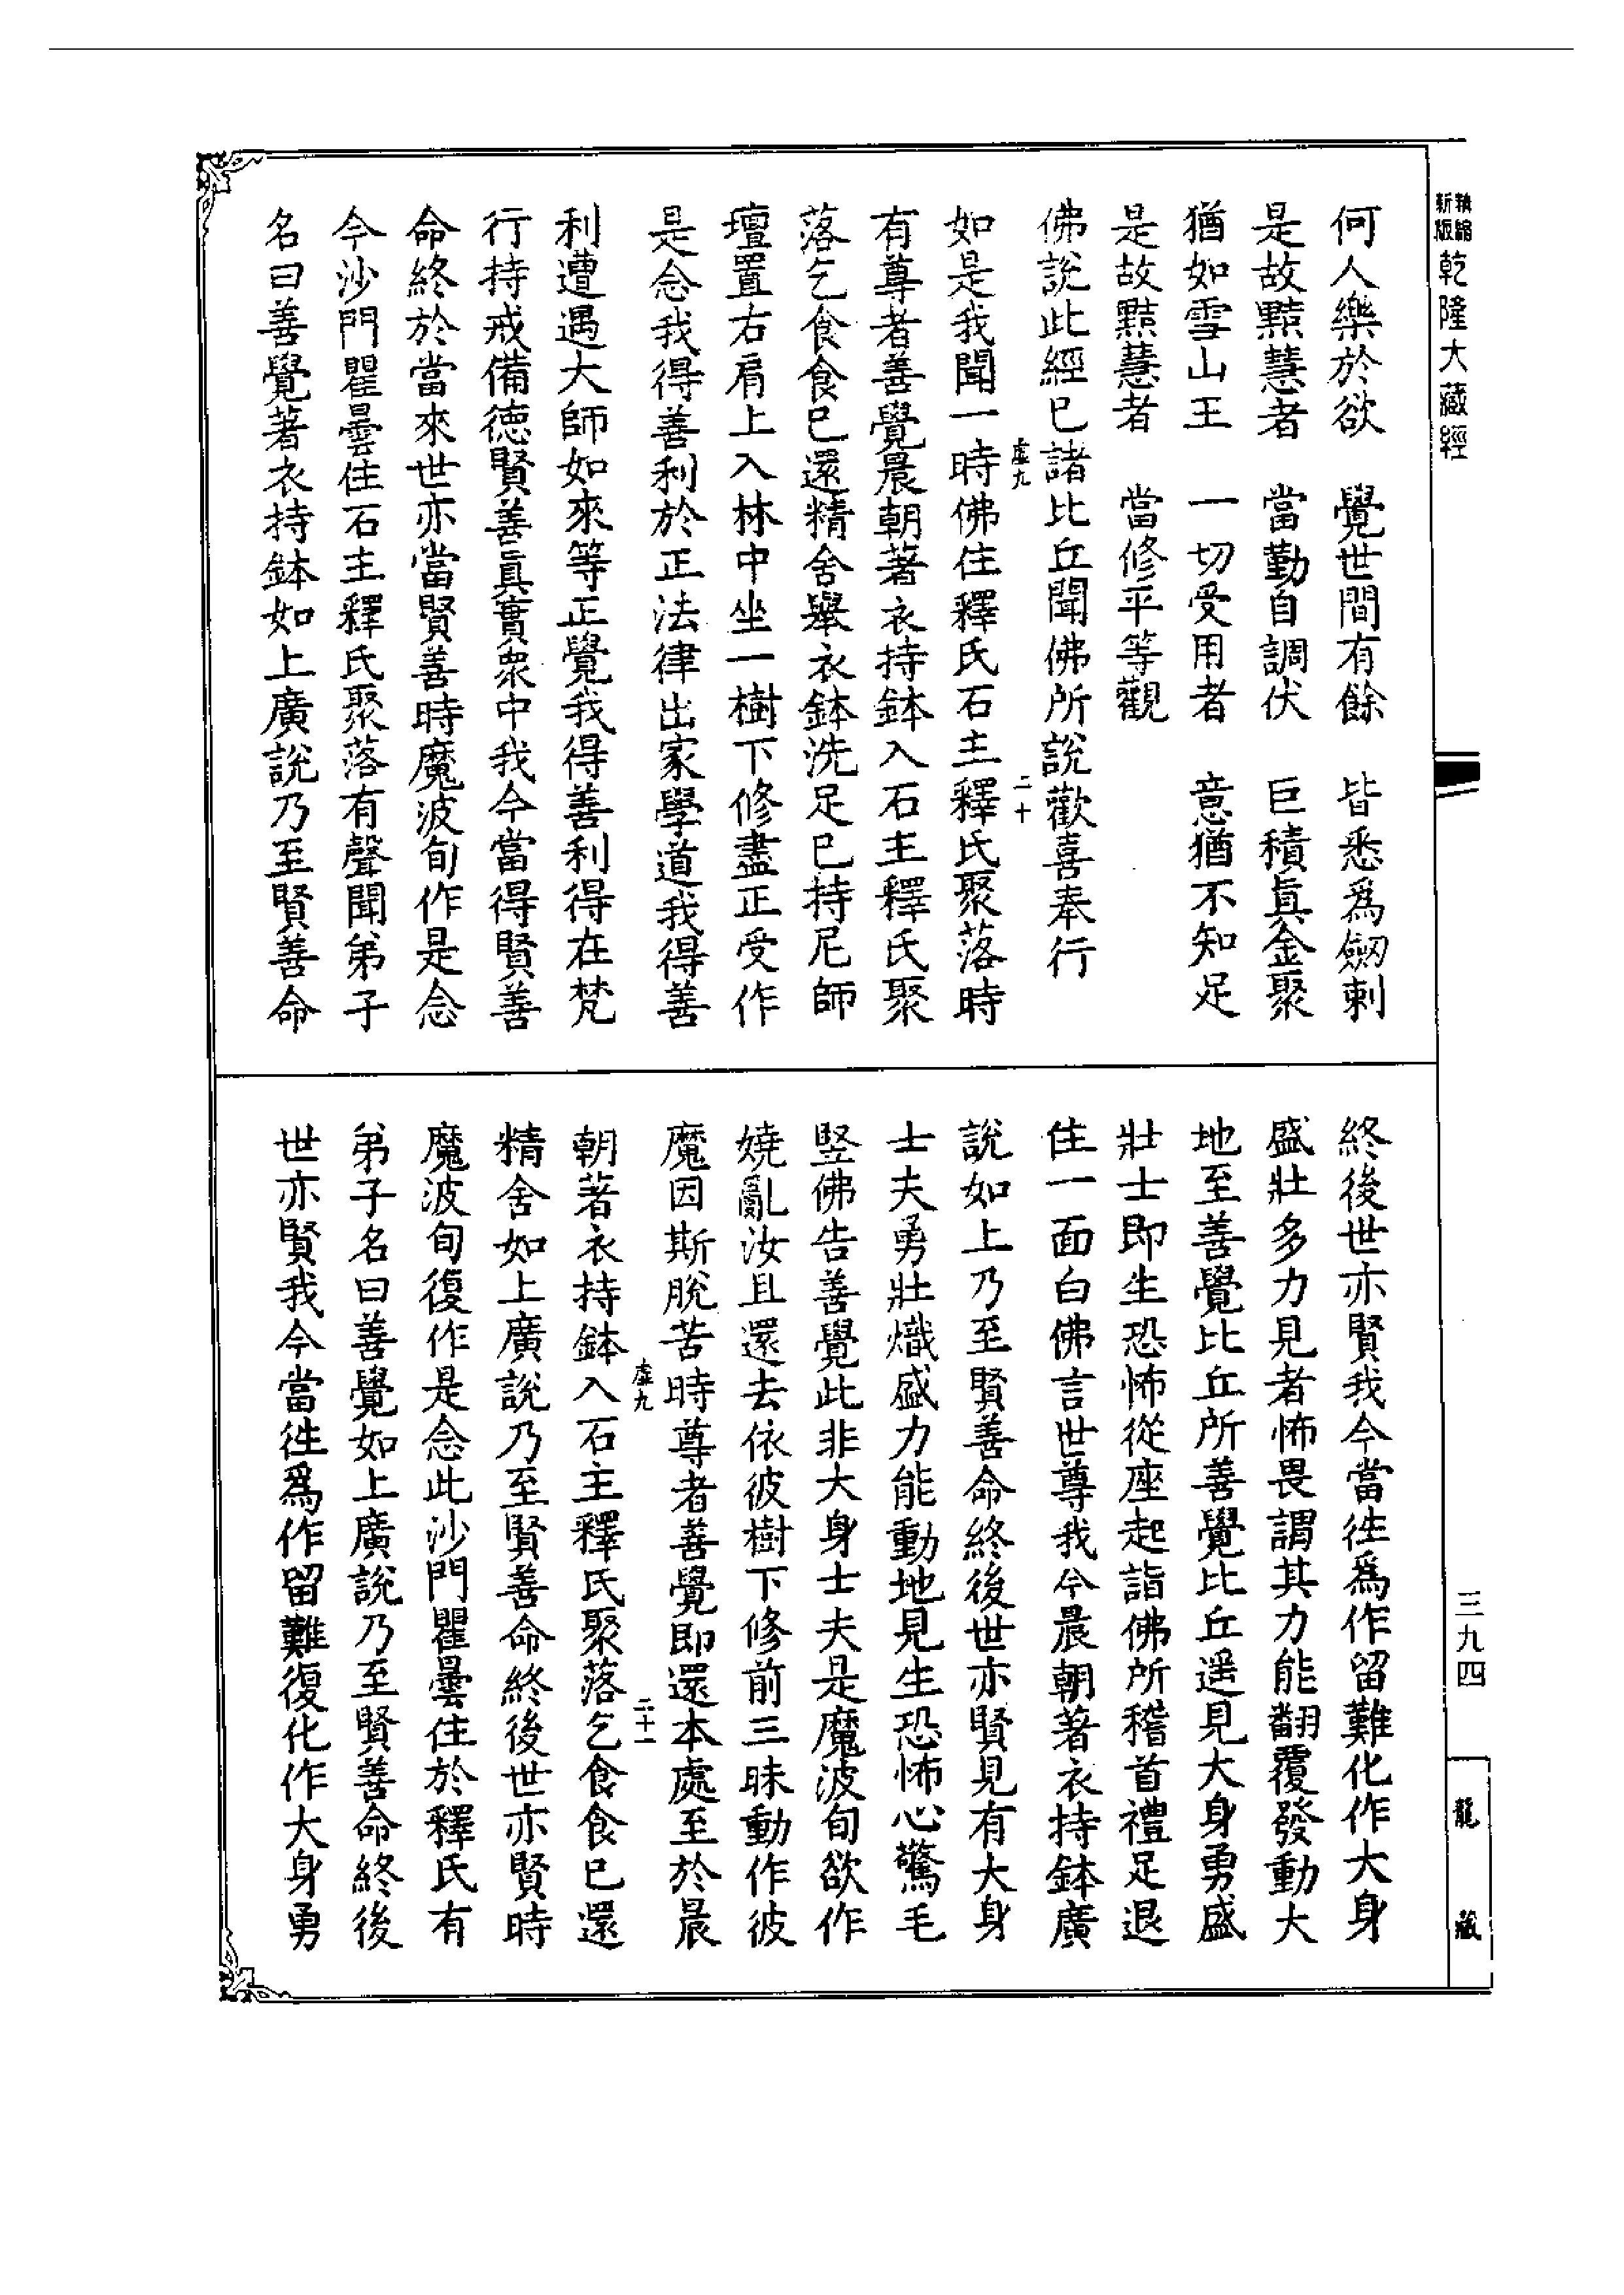 新版 報縮 乾隆大藏經
何人樂於欲 覺世間有餘 皆悉爲劒刺
是故黠慧者 當勤自調伏 巨積眞金聚
猶如雪山王 一切受用者 意猶不知足
是故黠慧者 當修平等觀
佛說此經已諸比丘聞佛所說歡喜奉行
虛九 二十
如是我聞一時佛住釋氏石主釋氏聚落時
有尊者善覺晨朝著衣持鉢入石主釋氏聚
落乞食食已還精舍舉衣鉢洗足已持尼師
壇置右肩上入林中坐一樹下修晝正受作
是念我得善利於正法律出家學道我得善
利遭遇大師如來等正覺我得善利得在梵
行持戒備德賢善眞實衆中我今當得賢善
命終於當來世亦當賢善時魔波旬作是念
今沙門瞿曇住石主釋氏聚落有聲聞弟子
名曰善覺著衣持鉢如上廣說乃至賢善命
終後世亦賢我今當往爲作留難化作大身
盛壯多力見者怖畏謂其力能翻覆發動大
地至善覺比丘所善覺比丘遥見大身勇盛
壯士即生恐怖從座起詣佛所稽首禮足退
住一面白佛言世尊我今晨朝著衣持鉢廣
說如上乃至賢善命終後世亦賢見有大身
士夫勇壯熾盛力能動地見生恐怖心驚毛
竪佛告善覺此非大身士夫是魔波旬欲作
嬈亂汝且還去依彼樹下修前三昧動作彼
魔因斯脫苦時尊者善覺即還本處至於晨
虛九 二十一
朝著衣持鉢入石主釋氏聚落乞食食已還
精舍如上廣說乃至賢善命終後世亦賢時
魔波旬復作是念此沙門瞿曇住於釋氏有
弟子名曰善覺如上廣說乃至賢善命終後
世亦賢我今當往爲作留難復化作大身勇
三九四
龍藏